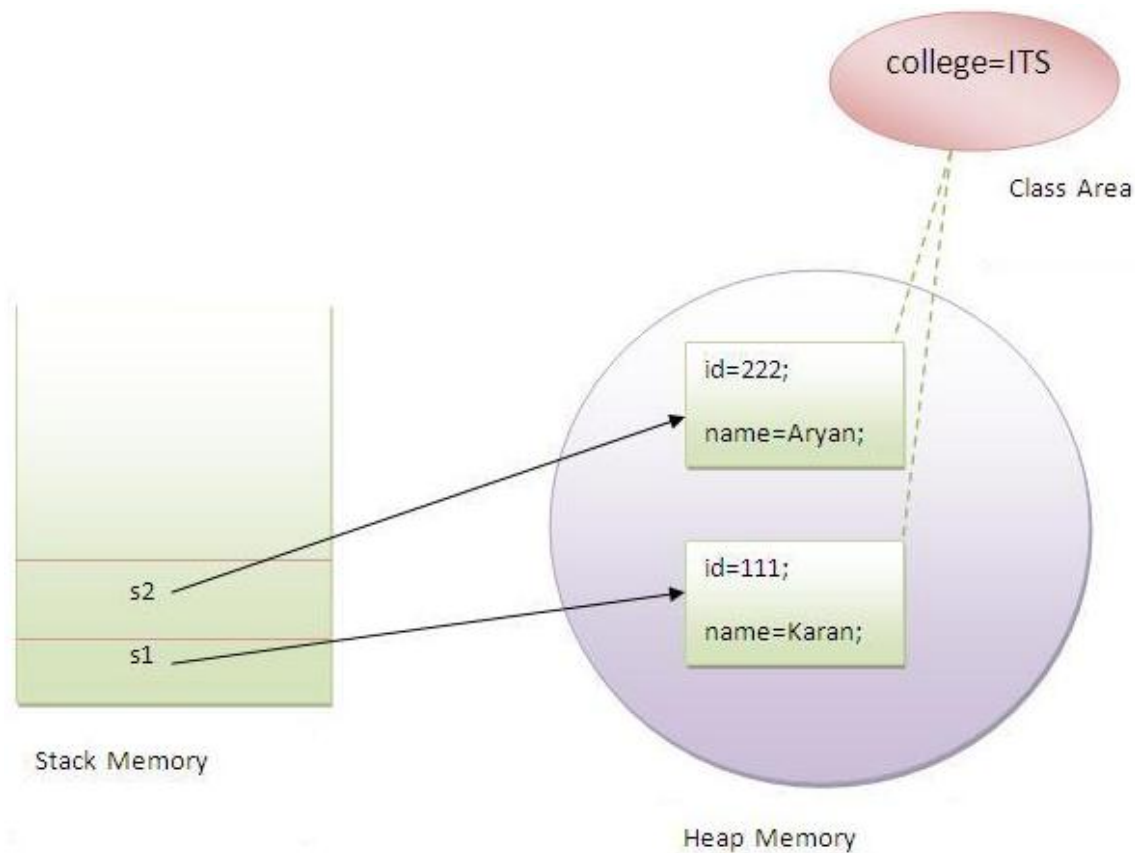 college=ITS
Class Area
id=222;
name=Aryan;
s2
id=111;
name=Karan;
s1
Stack Memory
Heap Memory